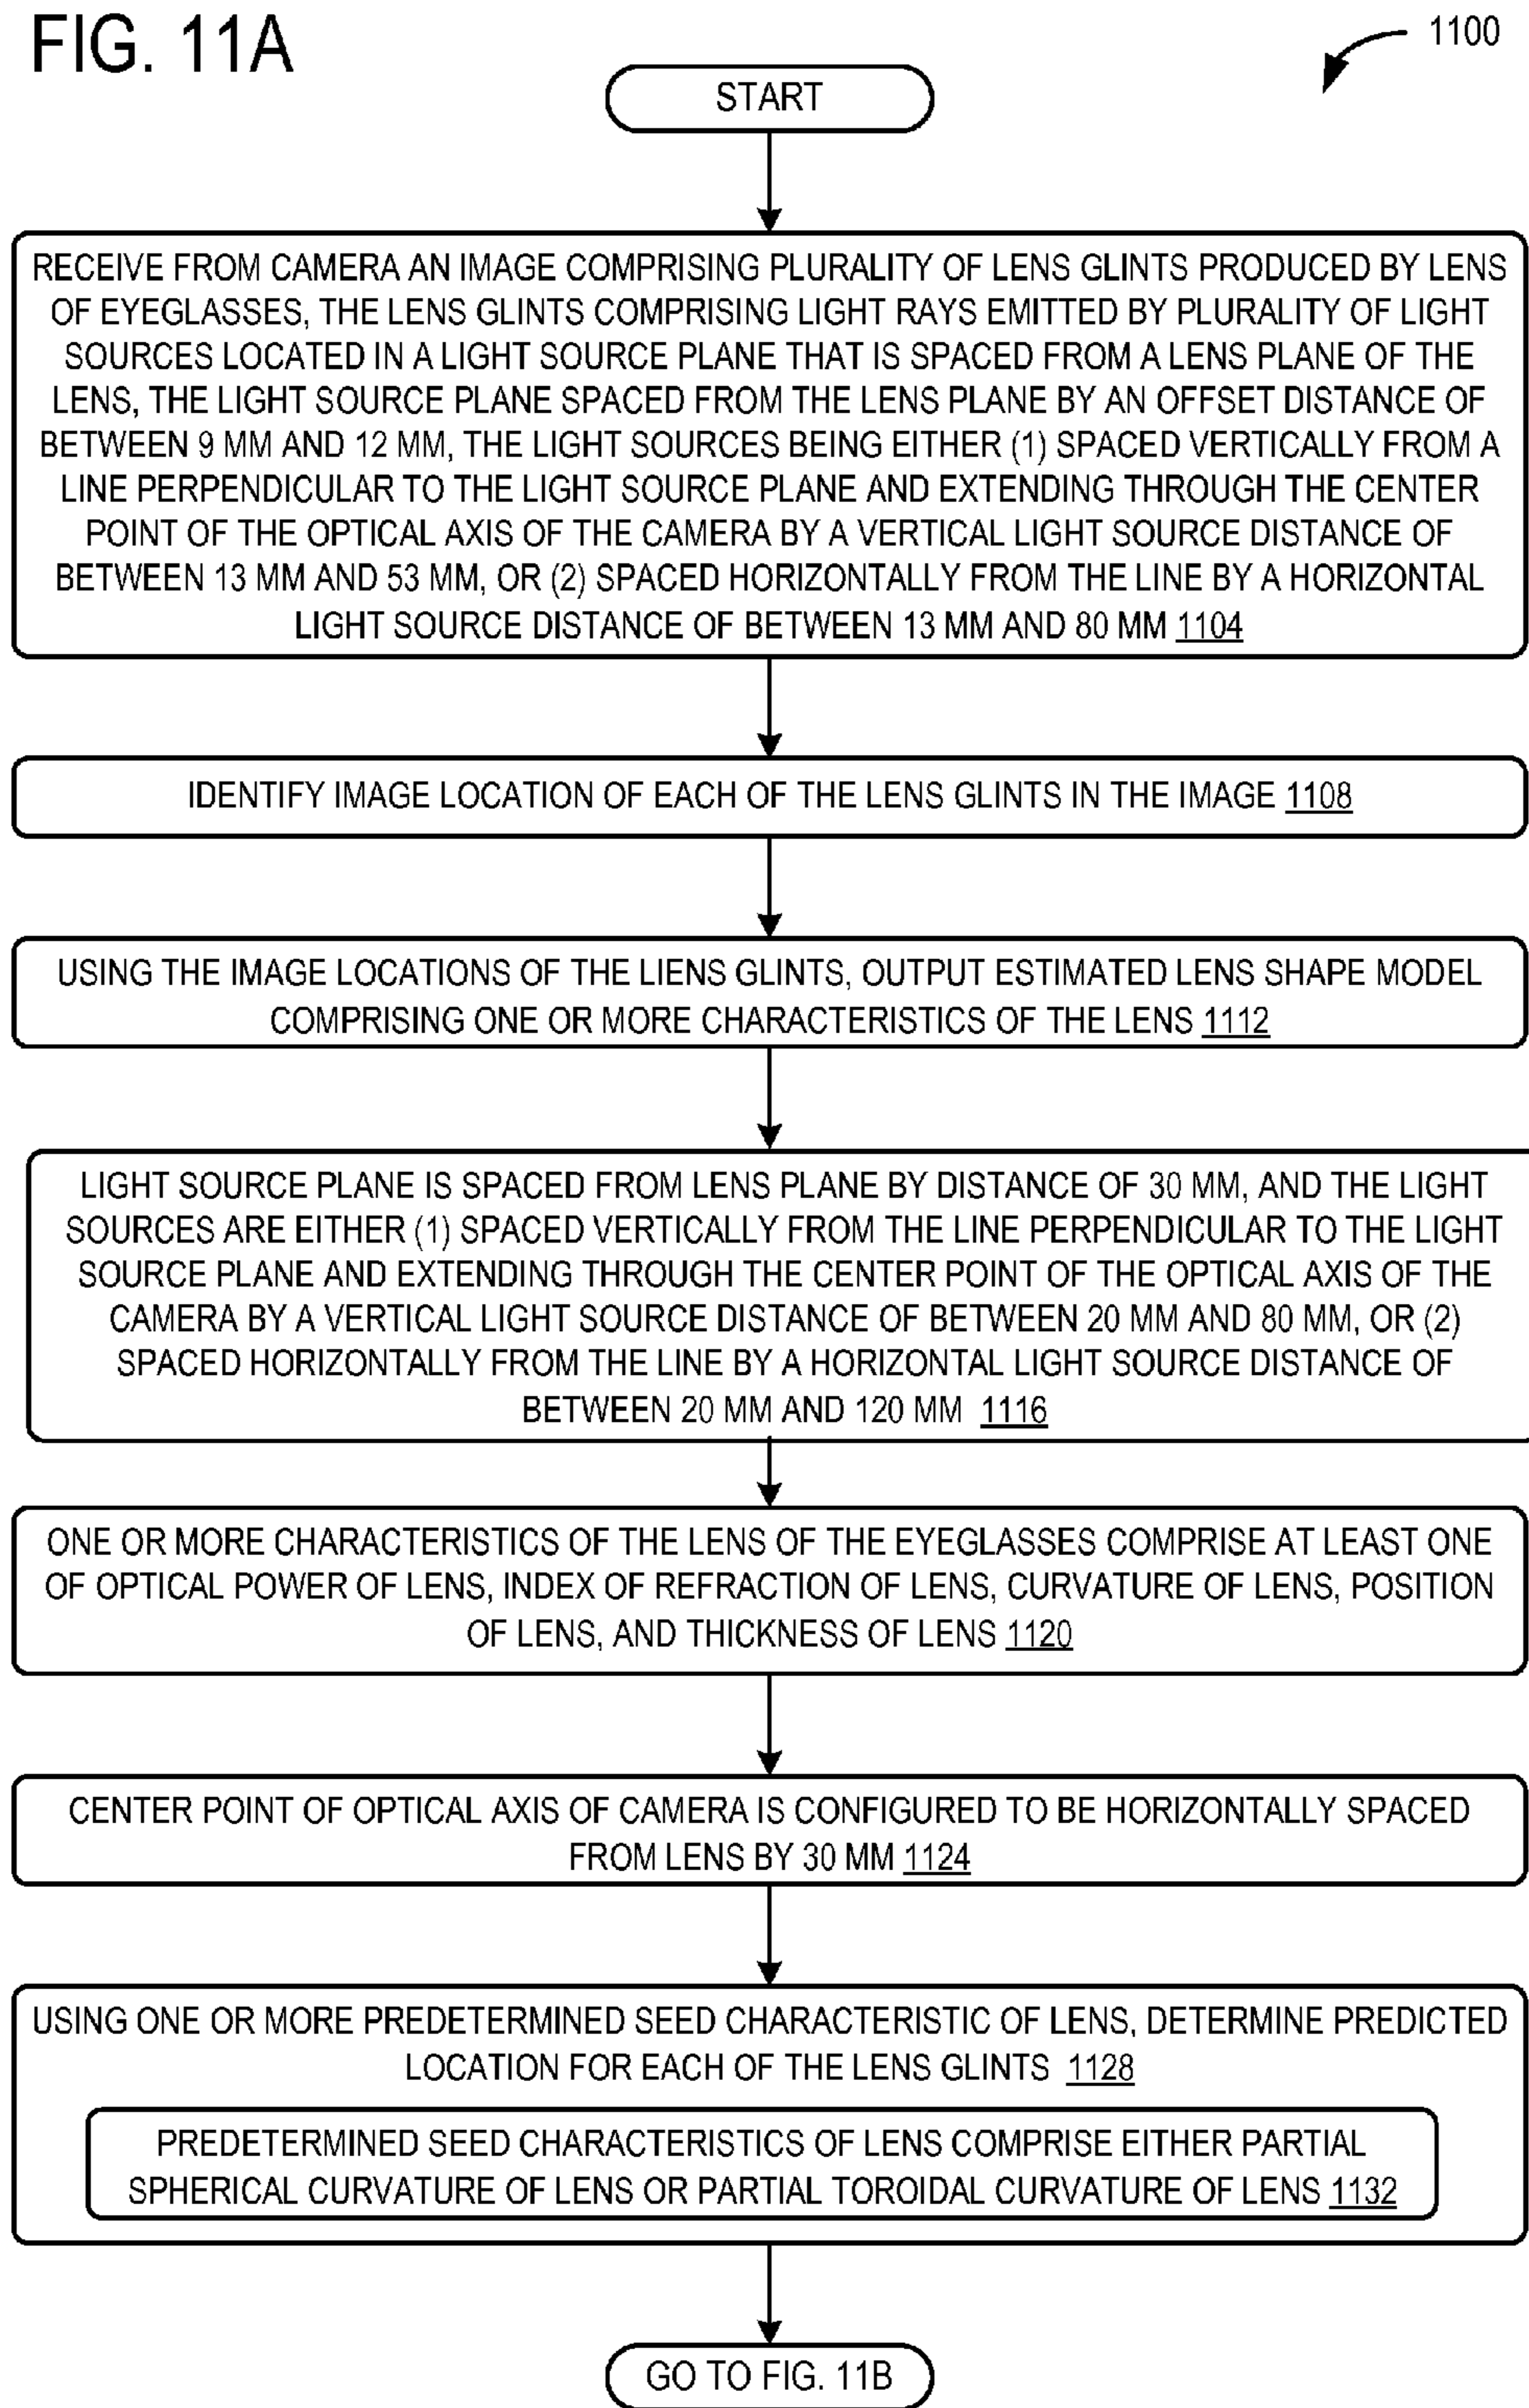 FIG. 11A
1100
START
RECEIVE FROM CAMERA AN IMAGE COMPRISING PLURALITY OF LENS GLINTS PRODUCED BY LENS
OF EYEGLASSES, THE LENS GLINTS COMPRISING LIGHT RAYS EMITTED BY PLURALITY OF LIGHT
SOURCES LOCATED IN A LIGHT SOURCE PLANE THAT IS SPACED FROM A LENS PLANE OF THE
LENS, THE LIGHT SOURCE PLANE SPACED FROM THE LENS PLANE BY AN OFFSET DISTANCE OF
BETWEEN 9 MM AND 12 MM, THE LIGHT SOURCES BEING EITHER (1) SPACED VERTICALLY FROM A
LINE PERPENDICULAR TO THE LIGHT SOURCE PLANE AND EXTENDING THROUGH THE CENTER
POINT OF THE OPTICAL AXIS OF THE CAMERA BY A VERTICAL LIGHT SOURCE DISTANCE OF
BETWEEN 13 MM AND 53 MM, OR (2) SPACED HORIZONTALLY FROM THE LINE BY A HORIZONTAL
LIGHT SOURCE DISTANCE OF BETWEEN 13 MM AND 80 MM 1104
IDENTIFY IMAGE LOCATION OF EACH OF THE LENS GLINTS IN THE IMAGE 1108
USING THE IMAGE LOCATIONS OF THE LIENS GLINTS, OUTPUT ESTIMATED LENS SHAPE MODEL
COMPRISING ONE OR MORE CHARACTERISTICS OF THE LENS 1112
LIGHT SOURCE PLANE IS SPACED FROM LENS PLANE BY DISTANCE OF 30 MM, AND THE LIGHT
SOURCES ARE EITHER (1) SPACED VERTICALLY FROM THE LINE PERPENDICULAR TO THE LIGHT
SOURCE PLANE AND EXTENDING THROUGH THE CENTER POINT OF THE OPTICAL AXIS OF THE
CAMERA BY A VERTICAL LIGHT SOURCE DISTANCE OF BETWEEN 20 MM AND 80 MM, OR (2)
SPACED HORIZONTALLY FROM THE LINE BY A HORIZONTAL LIGHT SOURCE DISTANCE OF
BETWEEN 20 MM AND 120 MM 1116
ONE OR MORE CHARACTERISTICS OF THE LENS OF THE EYEGLASSES COMPRISE AT LEAST ONE
OF OPTICAL POWER OF LENS, INDEX OF REFRACTION OF LENS, CURVATURE OF LENS, POSITION
OF LENS, AND THICKNESS OF LENS 1120
CENTER POINT OF OPTICAL AXIS OF CAMERA IS CONFIGURED TO BE HORIZONTALLY SPACED
FROM LENS BY 30 MM 1124
USING ONE OR MORE PREDETERMINED SEED CHARACTERISTIC OF LENS, DETERMINE PREDICTED
LOCATION FOR EACH OF THE LENS GLINTS 1128
PREDETERMINED SEED CHARACTERISTICS OF LENS COMPRISE EITHER PARTIAL
SPHERICAL CURVATURE OF LENS OR PARTIAL TOROIDAL CURVATURE OF LENS 1132
GO TO FIG. 11B